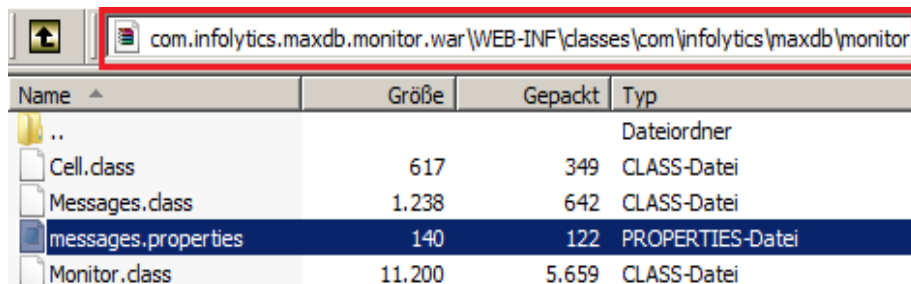 com.infolytics.maxdb.monitor.war\WEB-INF\classes\com\infolytics\maxdb\monitor
Name Größe Gepackt Typ
.. Dateiordner
Cell.class 617 349 CLASS-Datei
Messages.class 1.238 642 CLASS-Datei
messages.properties 140 122 PROPERTIES-Datei
Monitor.class 11.200 5.659 CLASS-Datei